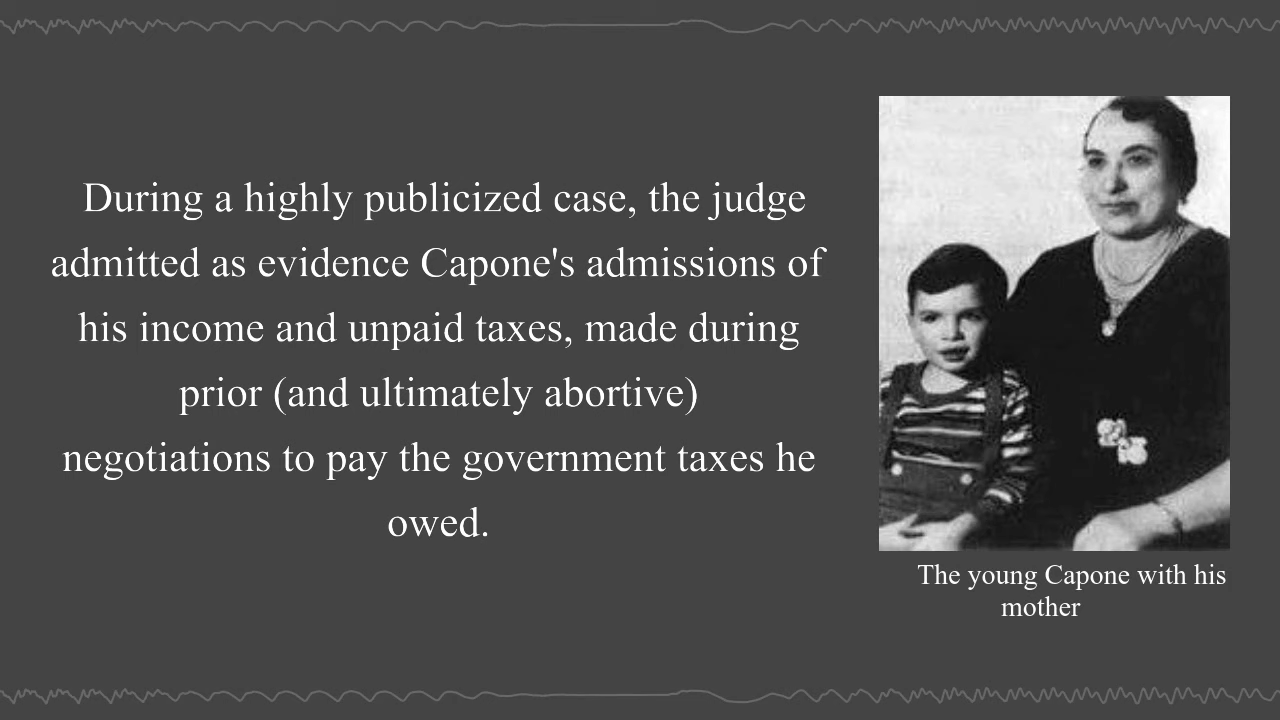 During a highly publicized case, the judge
admitted as evidence Capone's admissions of
his income and unpaid taxes, made during
prior (and ultimately abortive)
negotiations to pay the government taxes he
owed.
The young Capone with his
mother